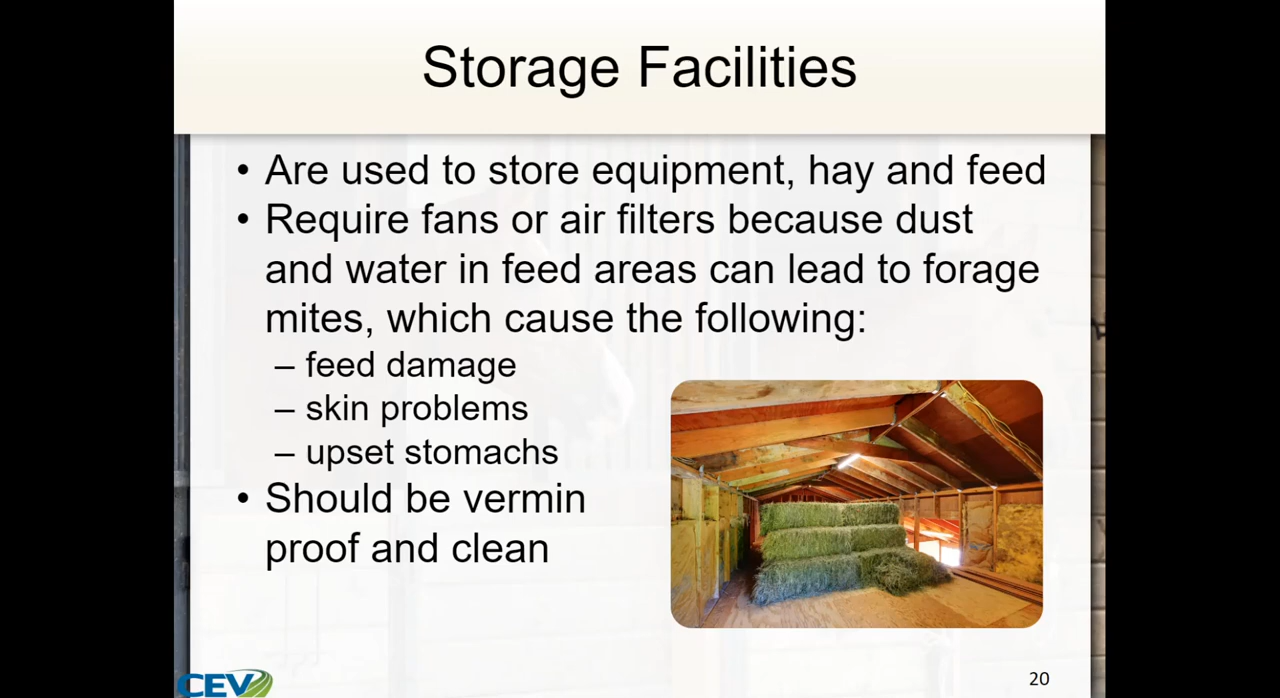 Storage Facilities
• Are used to store equipment, hay and feed
• Require fans or air filters because dust
and water in feed areas can lead to forage
mites, which cause the following:
– feed damage
– skin problems
– upset stomachs
• Should be vermin
proof and clean
CEV
20